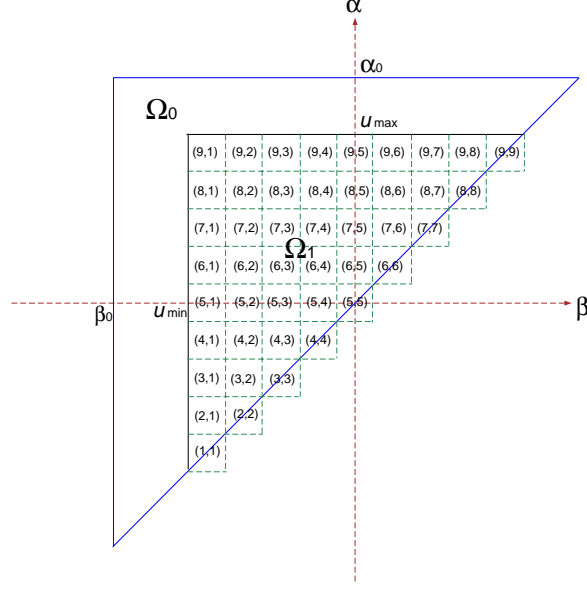 α
α0
Ω0
u max
(9,1) (9,2) (9,3) (9,4) (9,5) (9,6) (9,7) (9,8) (9,9)
(8,1) (8,2) (8,3) (8,4) (8,5) (8,6) (8,7) (8,8)
(7,1) (7,2) (7,3) (7,4) (7,5) (7,6) (7,7)
Ω1
(6,1) (6,2) (6,3) (6,4) (6,5) (6,6)
β0 u min (5,1) (5,2) (5,3) (5,4) (5,5) β
(4,1) (4,2) (4,3) (4,4)
(3,1) (3,2) (3,3)
(2,1) (2,2)
(1,1)